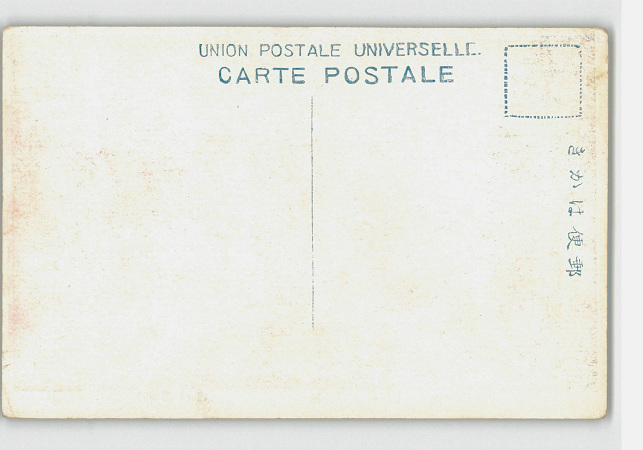 UNION POSTALE UNIVERSELLE.
CARTE POSTALE
きかは便郵